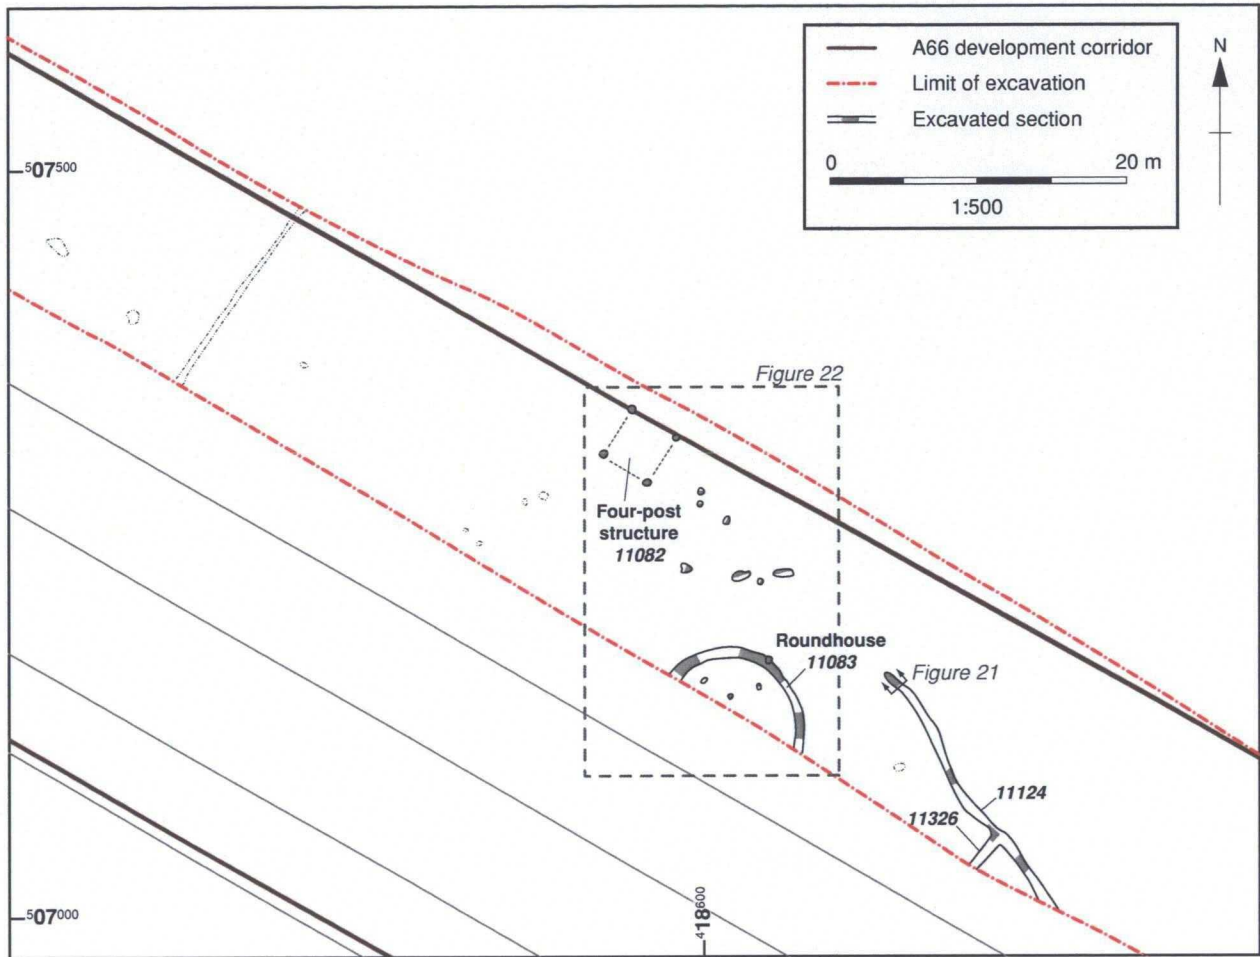 A66 development corridor
Limit of excavation
Excavated section
0 20 m
1:500
N
507500
Figure 22
Four-post
structure
11082
Roundhouse
11083
Figure 21
11124
11326
418600
507000